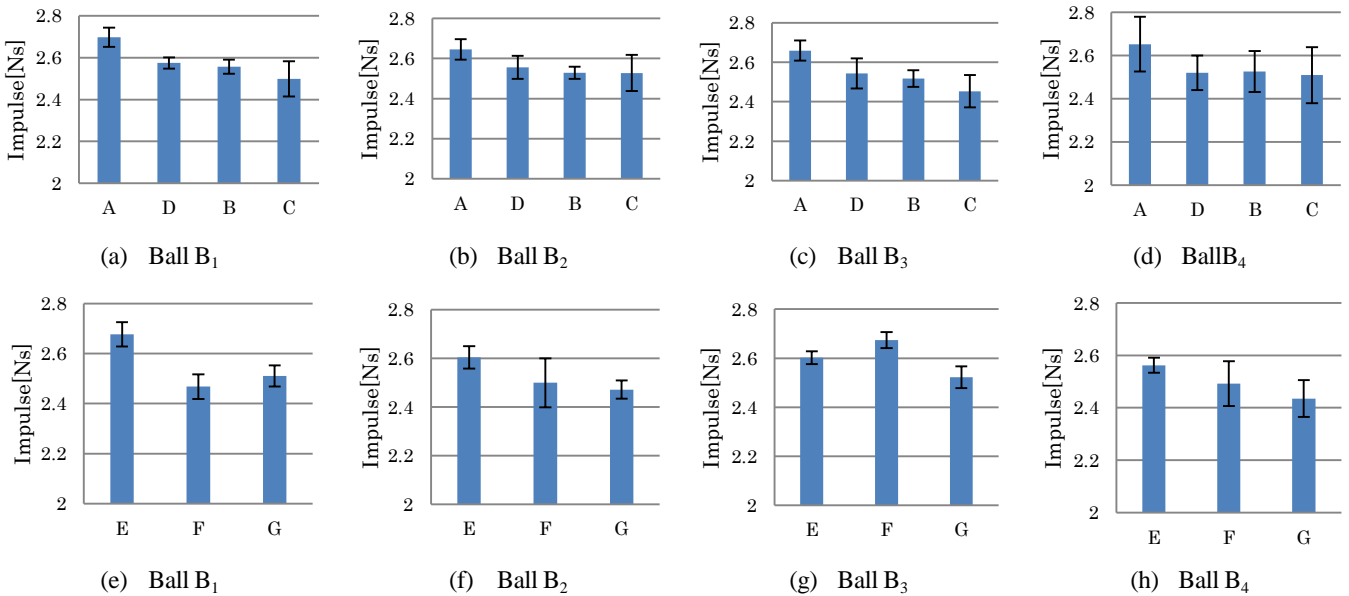 2.8
2.6
2.4
2.2
2
Impulse[Ns]
A D B C
(a) Ball B₁
2.8
2.6
2.4
2.2
2
Impulse[Ns]
A D B C
(b) Ball B₂
2.8
2.6
2.4
2.2
2
Impulse[Ns]
A D B C
(c) Ball B₃
2.8
2.6
2.4
2.2
2
Impulse[Ns]
A D B C
(d) BallB₄
2.8
2.6
2.4
2.2
2
Impulse[Ns]
E F G
(e) Ball B₁
2.8
2.6
2.4
2.2
2
Impulse[Ns]
E F G
(f) Ball B₂
2.8
2.6
2.4
2.2
2
Impulse[Ns]
E F G
(g) Ball B₃
2.8
2.6
2.4
2.2
2
Impulse[Ns]
E F G
(h) Ball B₄